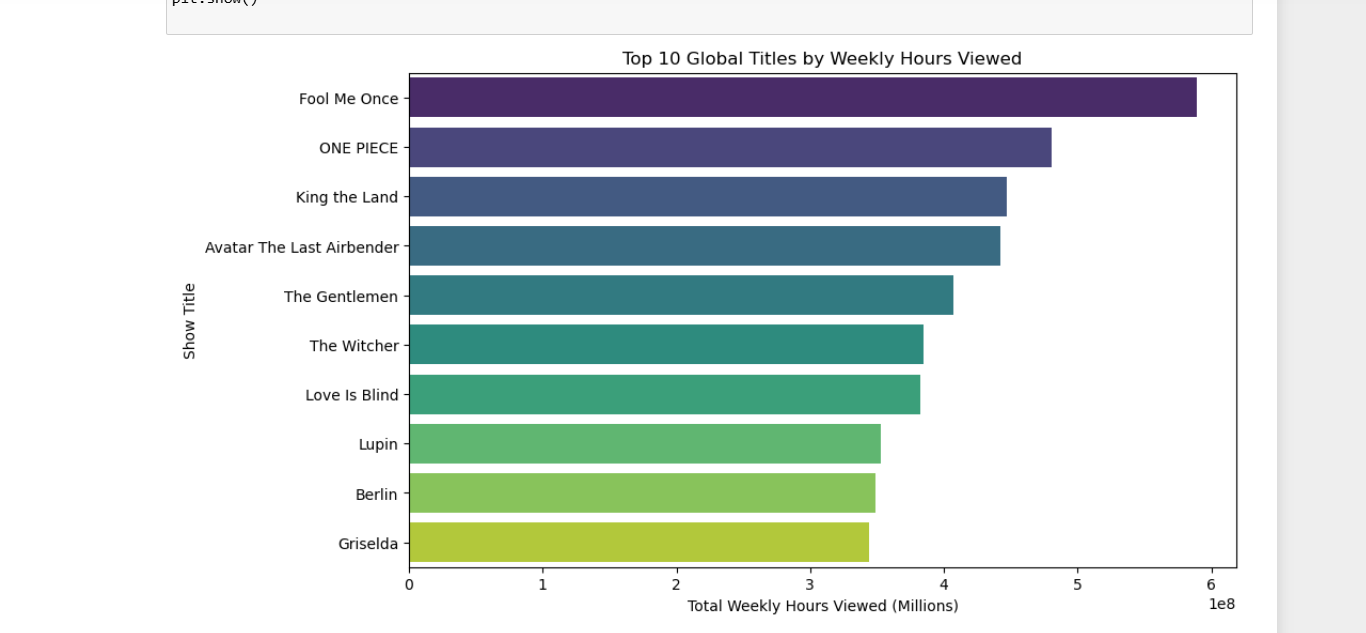 plt.show()
Top 10 Global Titles by Weekly Hours Viewed
Fool Me Once
ONE PIECE
King the Land
Avatar The Last Airbender
The Gentlemen
The Witcher
Love Is Blind
Lupin
Berlin
Griselda
Show Title
0 1 2 3 4 5 6
1e8
Total Weekly Hours Viewed (Millions)